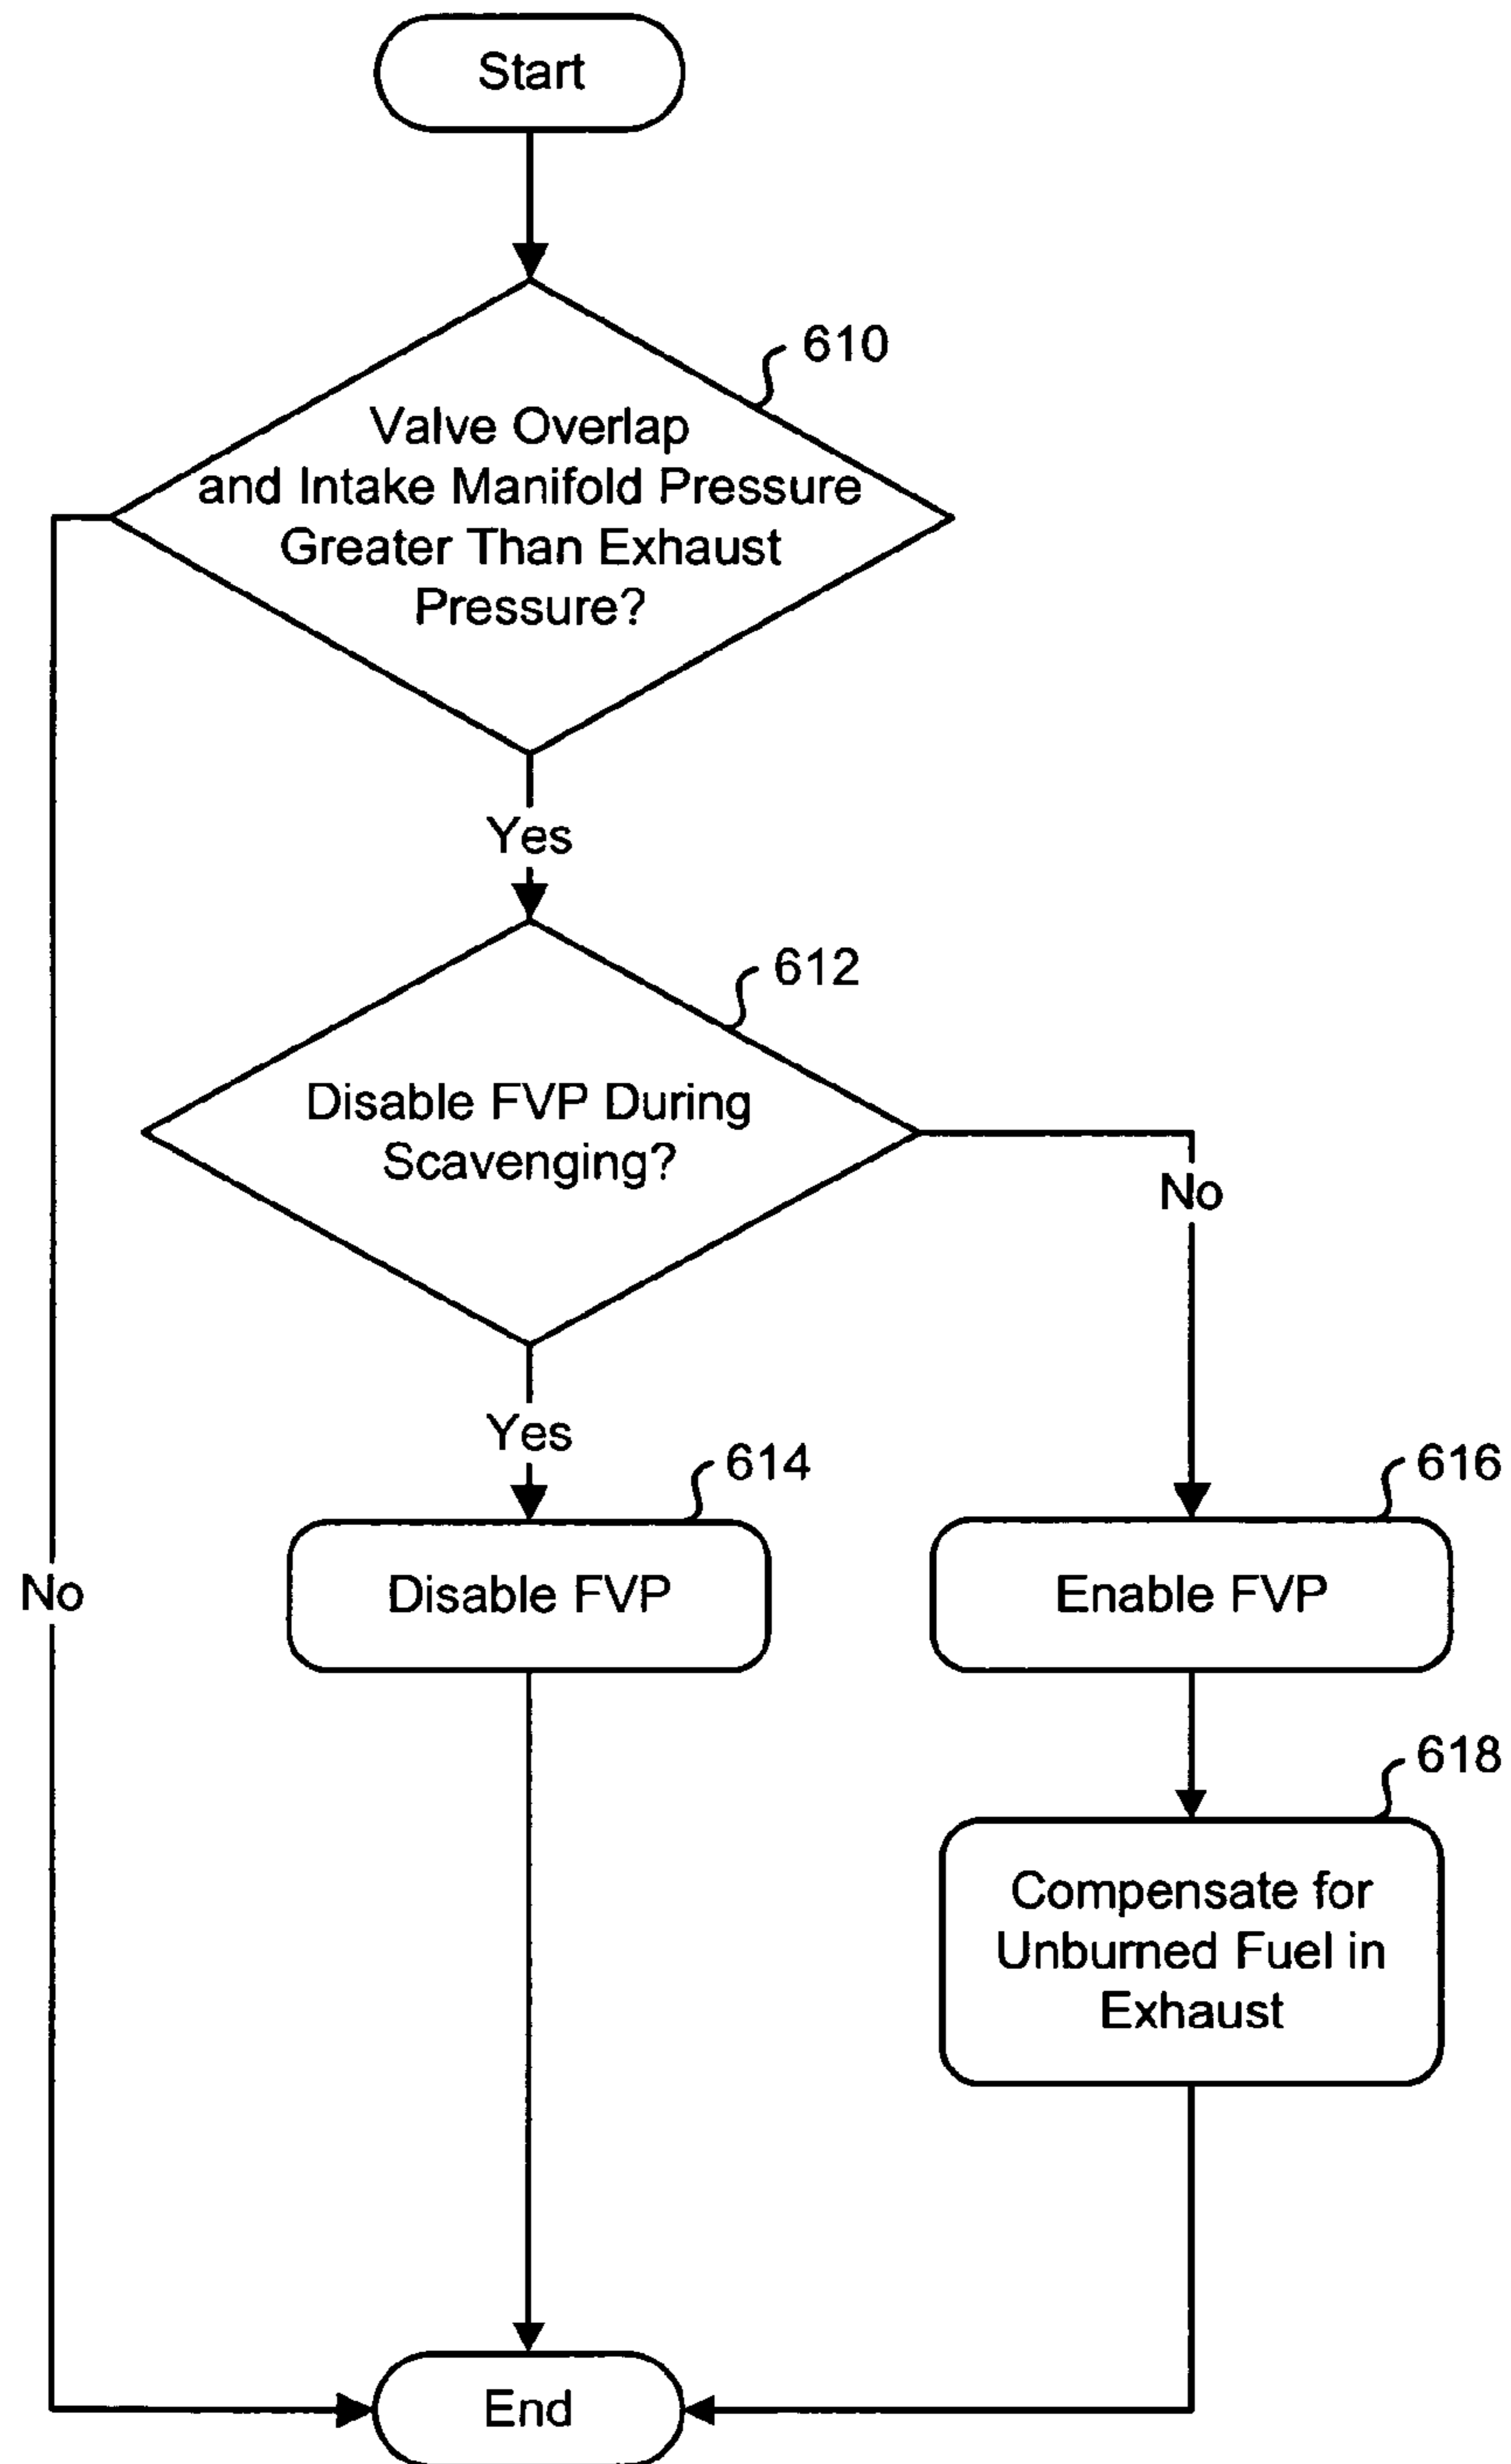 Start
610
Valve Overlap
and Intake Manifold Pressure
Greater Than Exhaust
Pressure?
Yes
612
Disable FVP During
Scavenging?
No
Yes
614
616
No
Disable FVP
Enable FVP
618
Compensate for
Unburned Fuel in
Exhaust
End